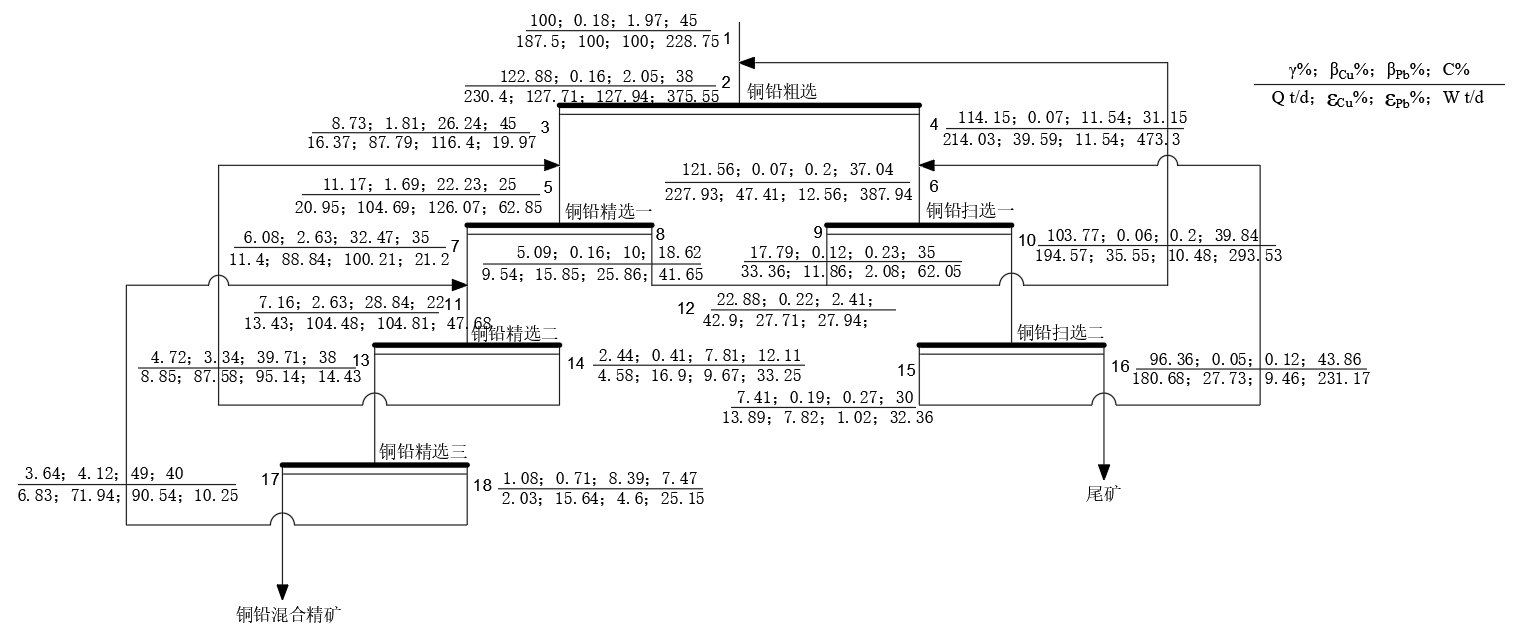 100; 0.18; 1.97; 45
187.5; 100; 100; 228.75
1
γ%; βCu%; βPb%; C%
Q t/d; εCu%; εPb%; W t/d
122.88; 0.16; 2.05; 38
230.4; 127.71; 127.94; 375.55
2
铜铅粗选
8.73; 1.81; 26.24; 45
16.37; 87.79; 116.4; 19.97
3
4
114.15; 0.07; 11.54; 31.15
214.03; 39.59; 11.54; 473.3
11.17; 1.69; 22.23; 25
20.95; 104.69; 126.07; 62.85
5
121.56; 0.07; 0.2; 37.04
227.93; 47.41; 12.56; 387.94
6
铜铅精选一
铜铅扫选一
6.08; 2.63; 32.47; 35
11.4; 88.84; 100.21; 21.2
7
8
5.09; 0.16; 10; 18.62
9.54; 15.85; 25.86; 41.65
9
17.79; 0.12; 0.23; 35
33.36; 11.86; 2.08; 62.05
10
103.77; 0.06; 0.2; 39.84
194.57; 35.55; 10.48; 293.53
7.16; 2.63; 28.84; 22
13.43; 104.48; 104.81; 47.68
11
12
22.88; 0.22; 2.41;
42.9; 27.71; 27.94;
铜铅精选二
铜铅扫选二
4.72; 3.34; 39.71; 38
8.85; 87.58; 95.14; 14.43
13
14
2.44; 0.41; 7.81; 12.11
4.58; 16.9; 9.67; 33.25
15
7.41; 0.19; 0.27; 30
13.89; 7.82; 1.02; 32.36
16
96.36; 0.05; 0.12; 43.86
180.68; 27.73; 9.46; 231.17
铜铅精选三
3.64; 4.12; 49; 40
6.83; 71.94; 90.54; 10.25
17
18
1.08; 0.71; 8.39; 7.47
2.03; 15.64; 4.6; 25.15
尾矿
铜铅混合精矿